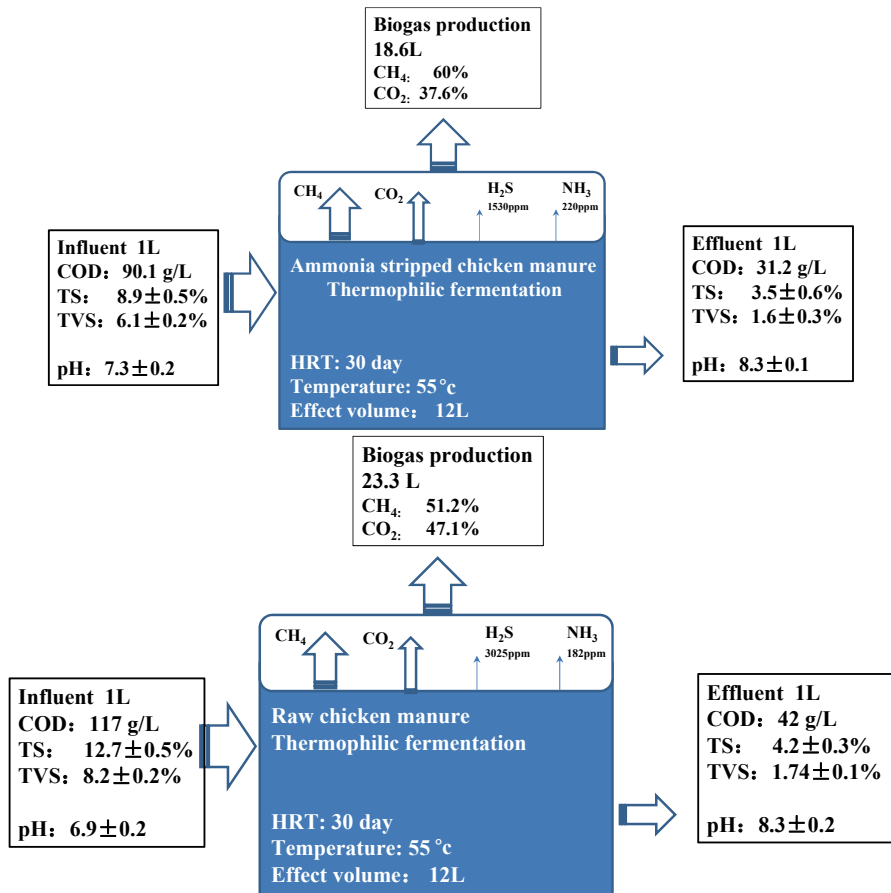 Biogas production
18.6L
CH4: 60%
CO2: 37.6%
CH4
CO2
H2S
1530ppm
NH3
220ppm
Influent 1L
COD：90.1 g/L
TS： 8.9±0.5%
TVS：6.1±0.2%
pH：7.3±0.2
Ammonia stripped chicken manure
Thermophilic fermentation
HRT: 30 day
Temperature: 55°c
Effect volume： 12L
Effluent 1L
COD：31.2 g/L
TS： 3.5±0.6%
TVS：1.6±0.3%
pH：8.3±0.1
Biogas production
23.3 L
CH4: 51.2%
CO2: 47.1%
CH4
CO2
H2S
3025ppm
NH3
182ppm
Influent 1L
COD：117 g/L
TS： 12.7±0.5%
TVS：8.2±0.2%
pH：6.9±0.2
Raw chicken manure
Thermophilic fermentation
HRT: 30 day
Temperature: 55 °c
Effect volume： 12L
Effluent 1L
COD：42 g/L
TS： 4.2±0.3%
TVS：1.74±0.1%
pH：8.3±0.2